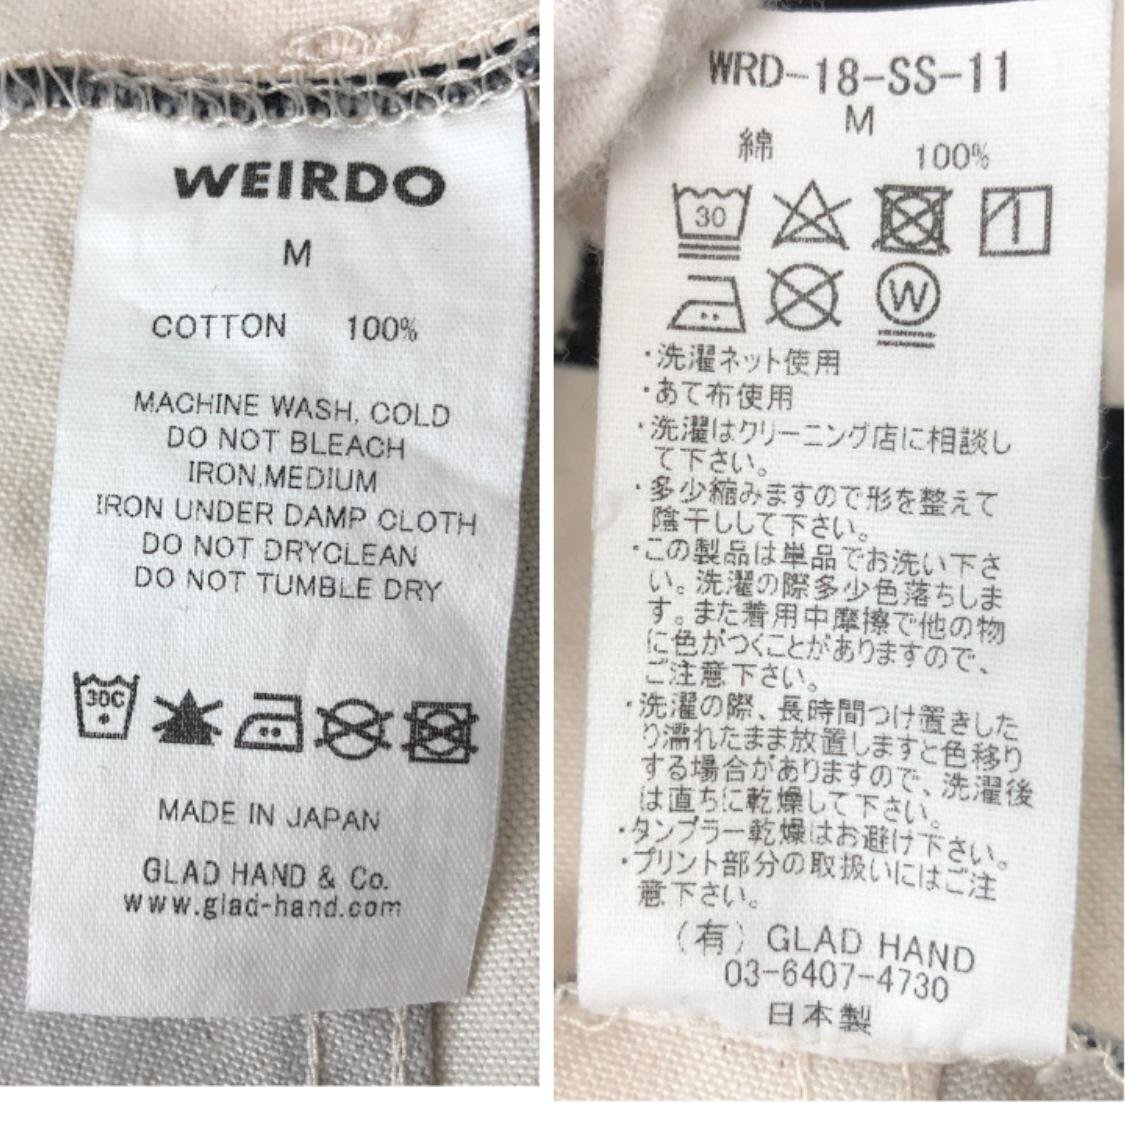 WEIRDO
M
COTTON 100%
MACHINE WASH, COLD
DO NOT BLEACH
IRON,MEDIUM
IRON UNDER DAMP CLOTH
DO NOT DRYCLEAN
DO NOT TUMBLE DRY
30C
MADE IN JAPAN
GLAD HAND & Co.
www.glad-hand.com
WRD-18-SS-11
M
綿 100%
30
W
・洗濯ネット使用
・あて布使用
・洗濯はクリーニング店に相談し
て下さい。
・多少縮みますので形を整えて
陰干しして下さい。
・この製品は単品でお洗い下さ
い。洗濯の際多少色落ちしま
す。また着用中摩擦で他の物
に色がつくことがありますので、
ご注意下さい。
・洗濯の際、長時間つけ置きした
り濡れたまま放置しますと色移り
する場合がありますので、洗濯後
は直ちに乾燥して下さい。
・タンブラー乾燥はお避け下さい。
・プリント部分の取扱いにはご注
意下さい。
(有) GLAD HAND
03-6407-4730
日本製